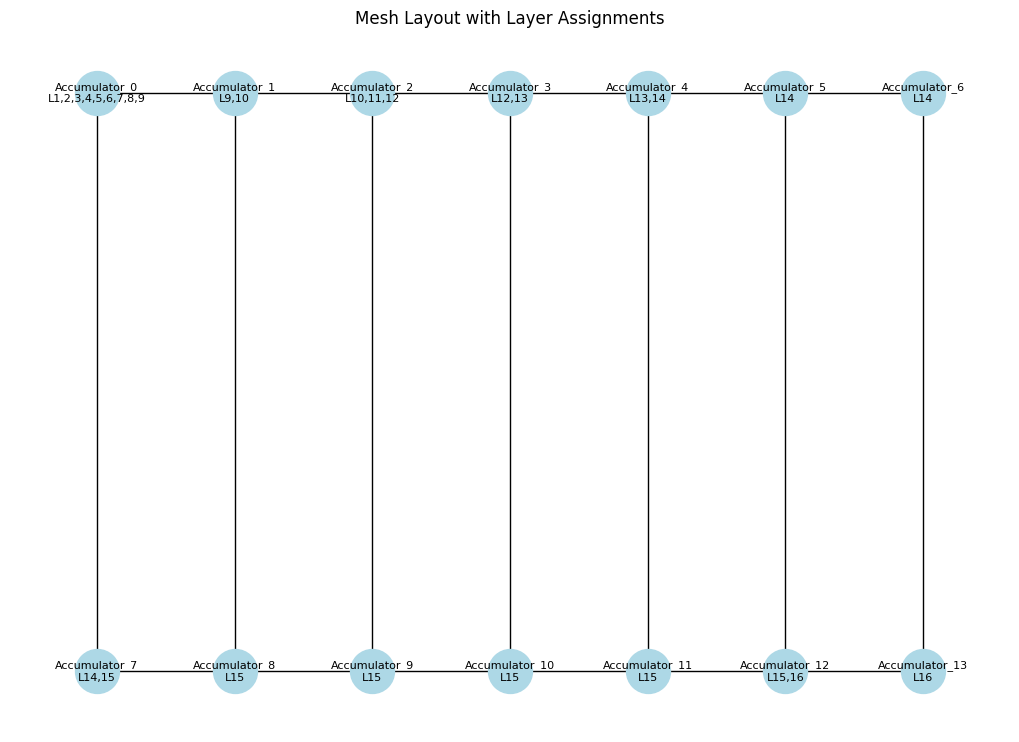 Mesh Layout with Layer Assignments
Accumulator_0
L1,2,3,4,5,6,7,8,9
Accumulator_1
L9,10
Accumulator_2
L10,11,12
Accumulator_3
L12,13
Accumulator_4
L13,14
Accumulator_5
L14
Accumulator_6
L14
Accumulator_7
L14,15
Accumulator_8
L15
Accumulator_9
L15
Accumulator_10
L15
Accumulator_11
L15
Accumulator_12
L15,16
Accumulator_13
L16